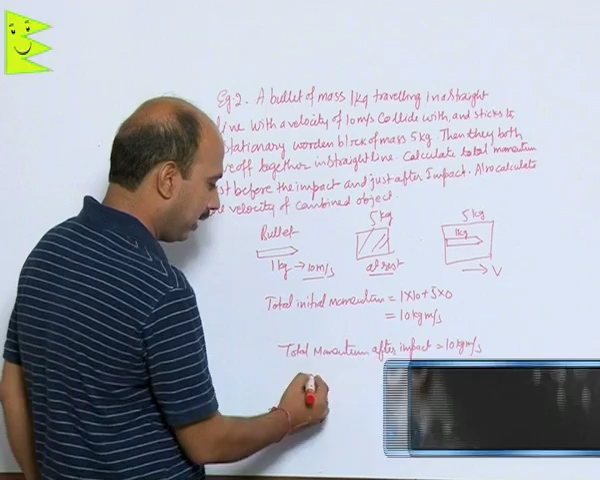 Eg:2. A bullet of mass 1kg travelling in a straight
line with a velocity of 10m/s Collide with, and sticks to
stationary wooden block of mass 5kg. Then they both
off together in straight line. Calculate total momentum
before the impact and just after Impact. Also calculate
velocity of combined object.
Bullet
1kg → 10m/s
5kg
at rest
5kg
1kg
→ V
Total initial momentum = 1×10+5×0
= 10kgm/s
Total Momentum after impact = 10kgm/s